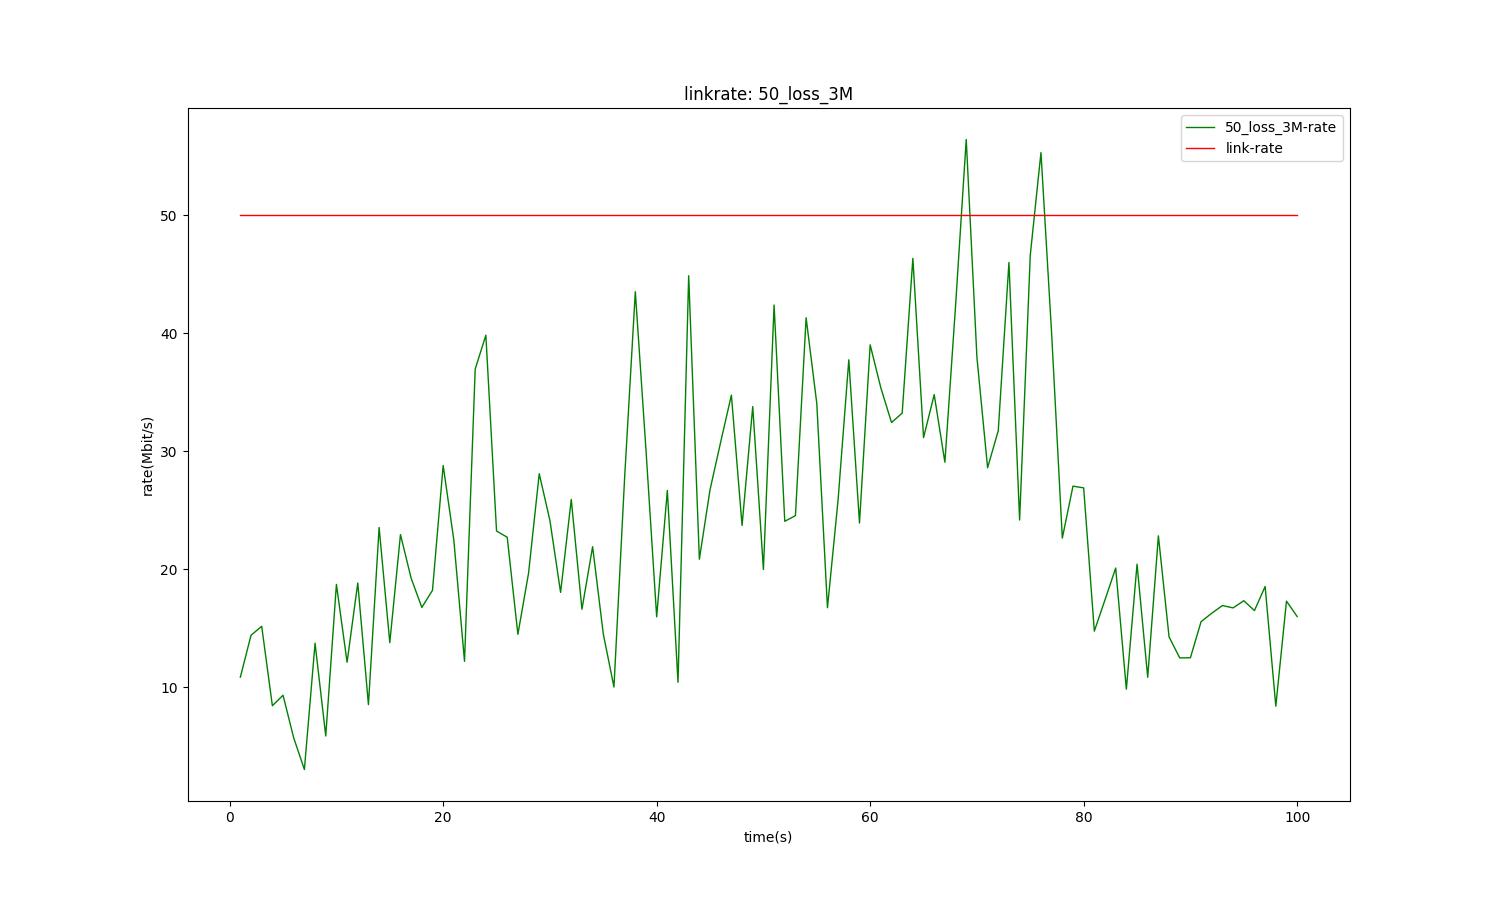 linkrate: 50_loss_3M
50_loss_3M-rate
link-rate
50
40
30
20
10
rate(Mbit/s)
0 20 40 60 80 100
time(s)